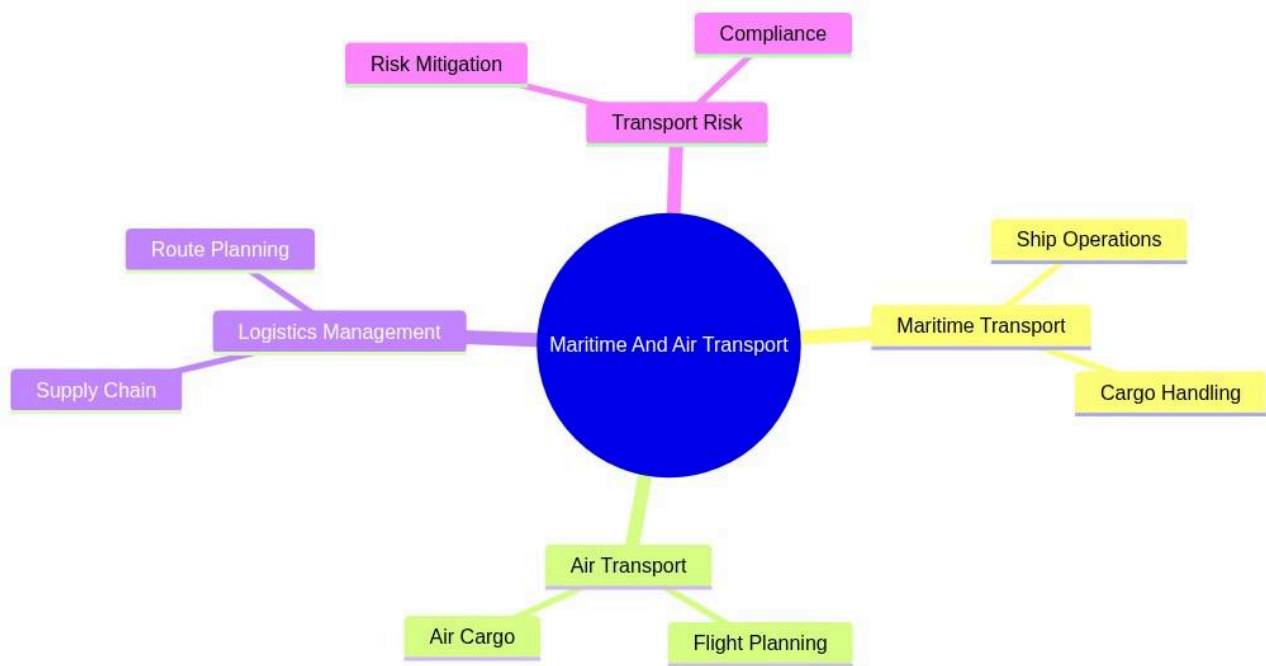 Compliance
Risk Mitigation
Transport Risk
Route Planning
Ship Operations
Logistics Management
Maritime And Air Transport
Maritime Transport
Supply Chain
Cargo Handling
Air Transport
Air Cargo
Flight Planning